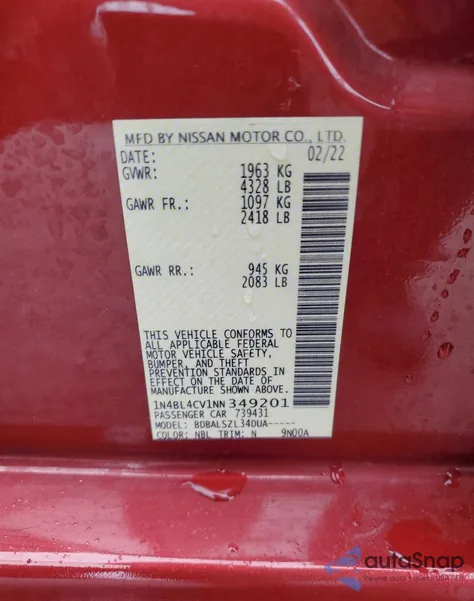 MFD BY NISSAN MOTOR CO., LTD.
DATE: 02/22
GVWR: 1963 KG
4328 LB
GAWR FR.: 1097 KG
2418 LB
GAWR RR.: 945 KG
2083 LB
THIS VEHICLE CONFORMS TO
ALL APPLICABLE FEDERAL
MOTOR VEHICLE SAFETY,
BUMPER, AND THEFT
PREVENTION STANDARDS IN
EFFECT ON THE DATE OF
MANUFACTURE SHOWN ABOVE.
1N4BL4CV1NN349201
PASSENGER CAR 739431
MODEL: BDBALSZL34DUA-----
COLOR: NBL TRIM: N 9N00A
autoSnap